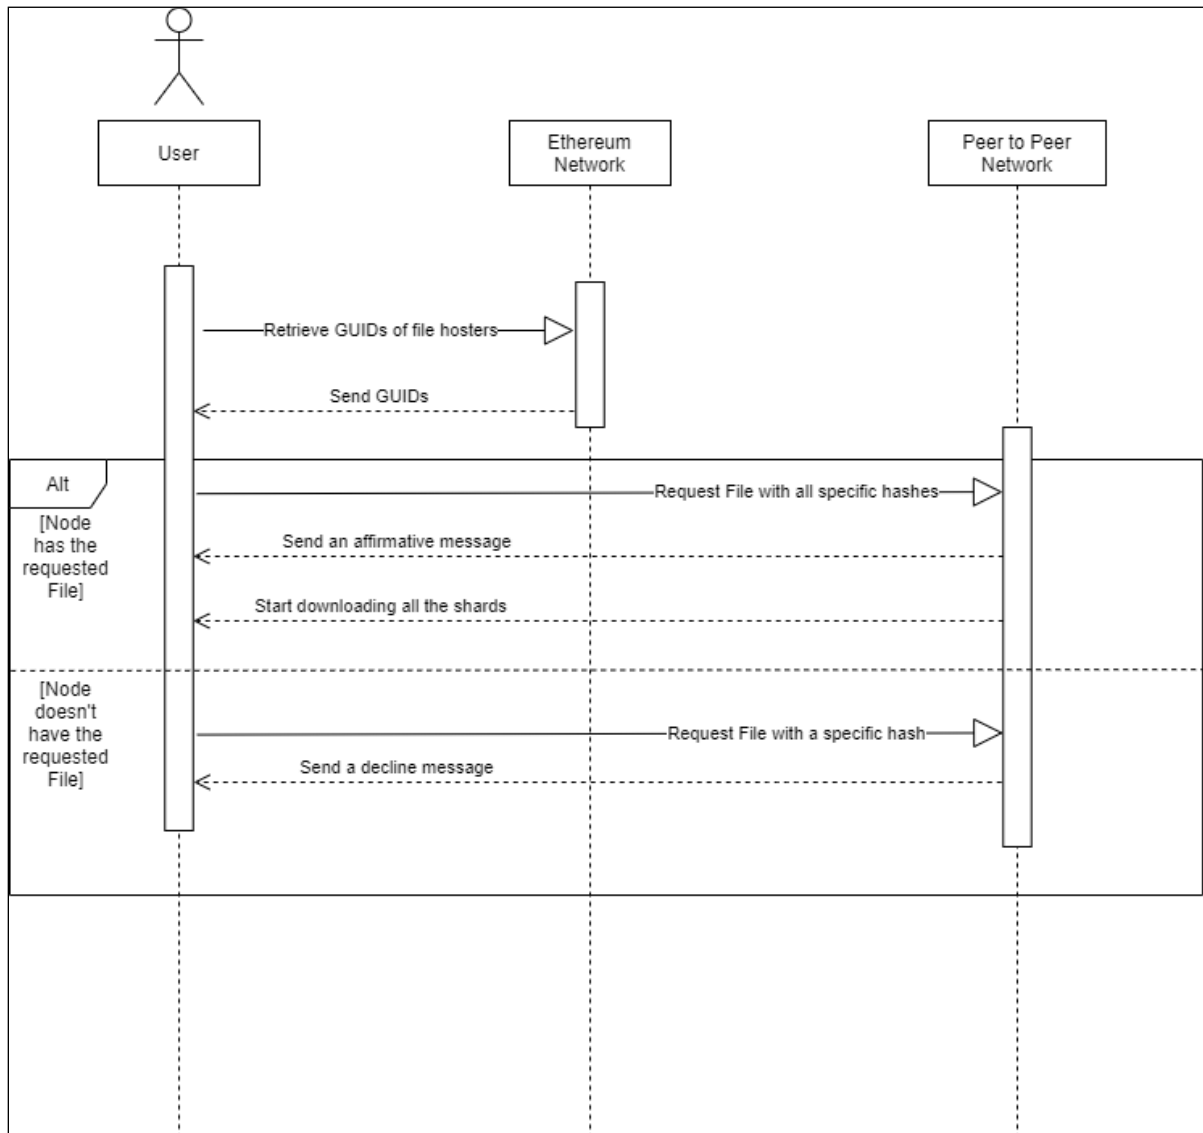 User
Ethereum
Network
Peer to Peer
Network
Retrieve GUIDs of file hosters
Send GUIDs
Alt
[Node
has the
requested
File]
Request File with all specific hashes
Send an affirmative message
Start downloading all the shards
[Node
doesn't
have the
requested
File]
Request File with a specific hash
Send a decline message